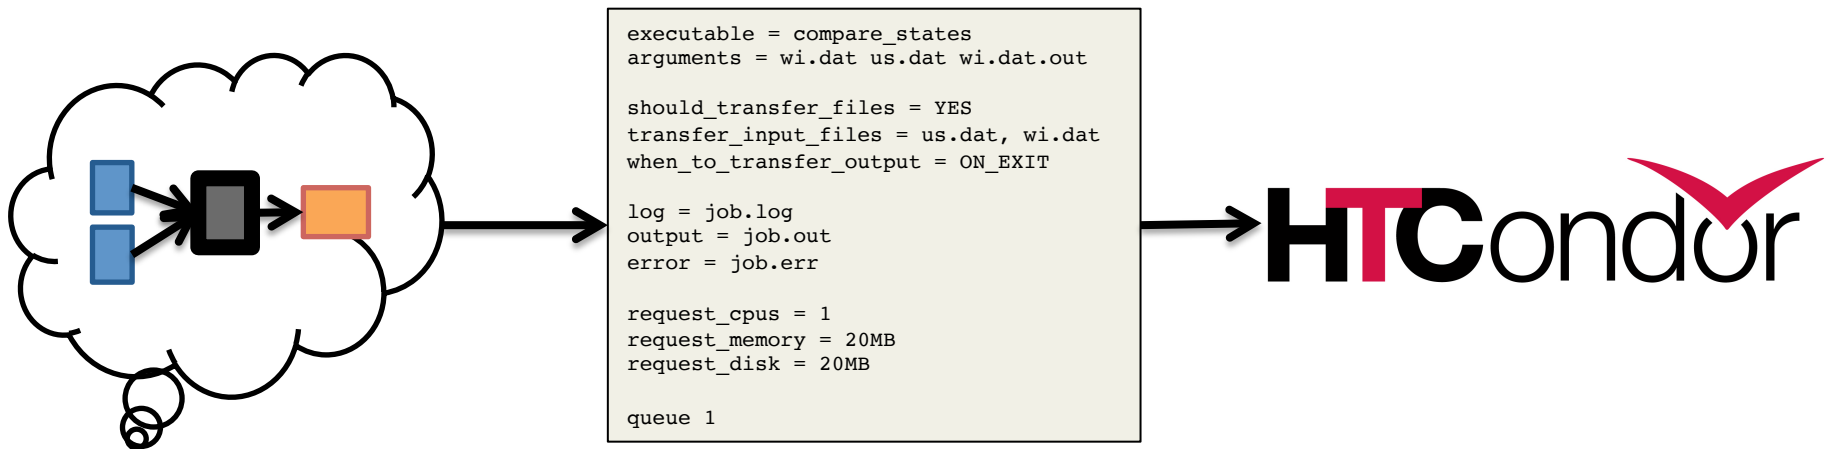 executable = compare_states
arguments = wi.dat us.dat wi.dat.out
should_transfer_files = YES
transfer_input_files = us.dat, wi.dat
when_to_transfer_output = ON_EXIT
log = job.log
output = job.out
error = job.err
request_cpus = 1
request_memory = 20MB
request_disk = 20MB
queue 1
HTCondor